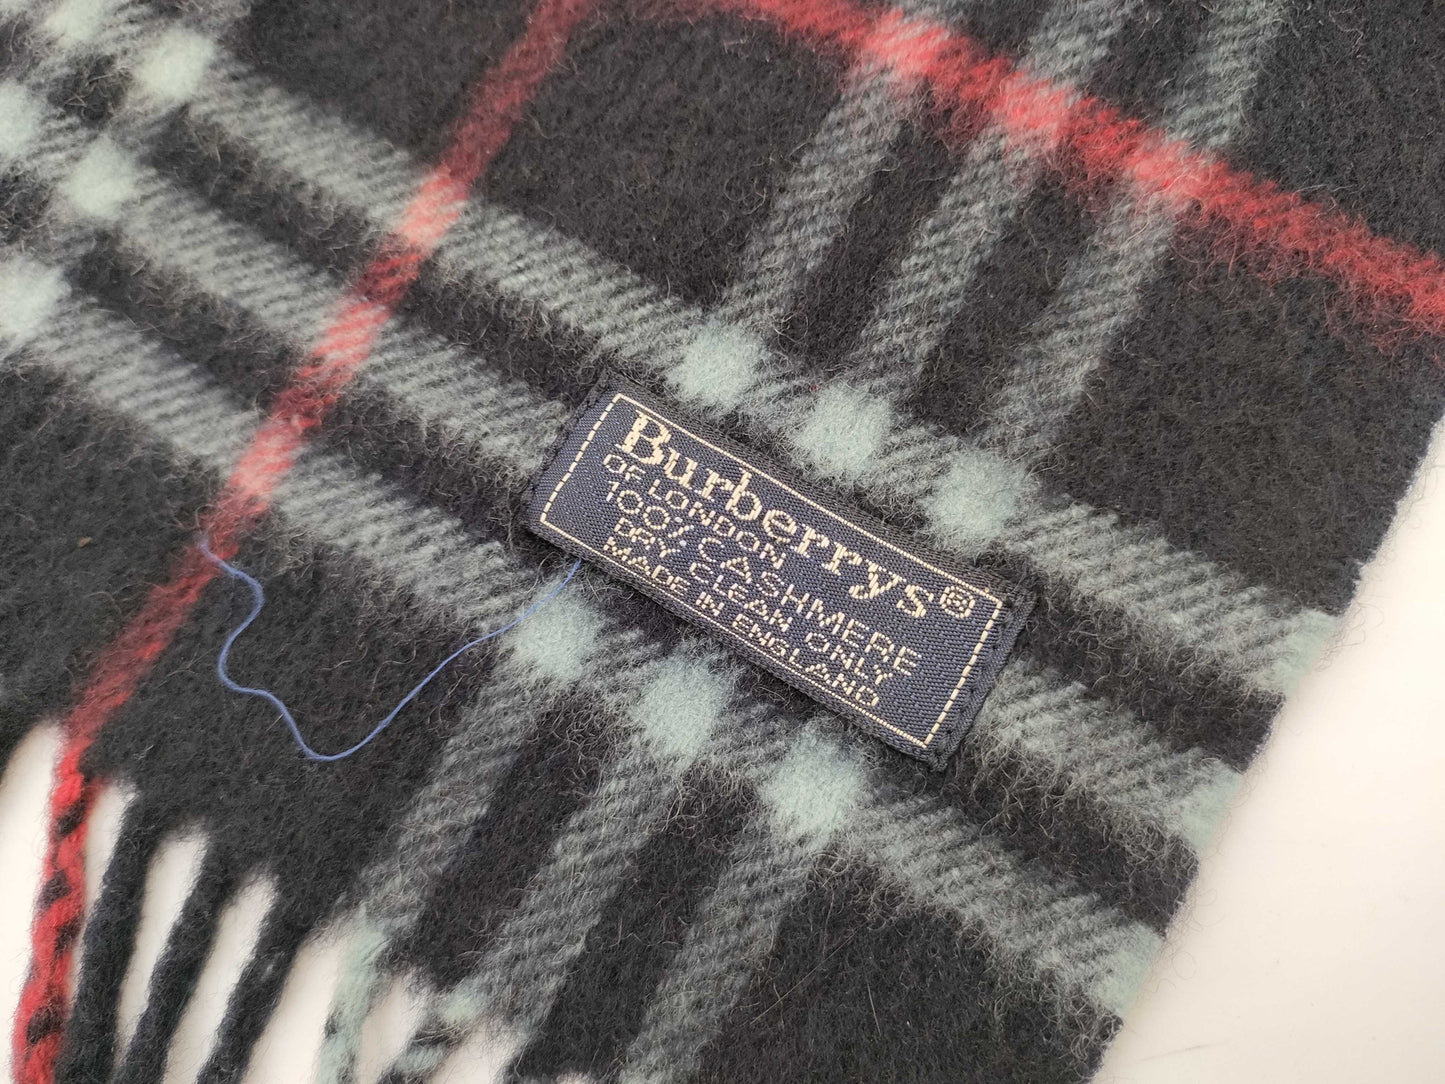 Burberrys®
OF LONDON
100% CASHMERE
DRY CLEAN ONLY
MADE IN ENGLAND